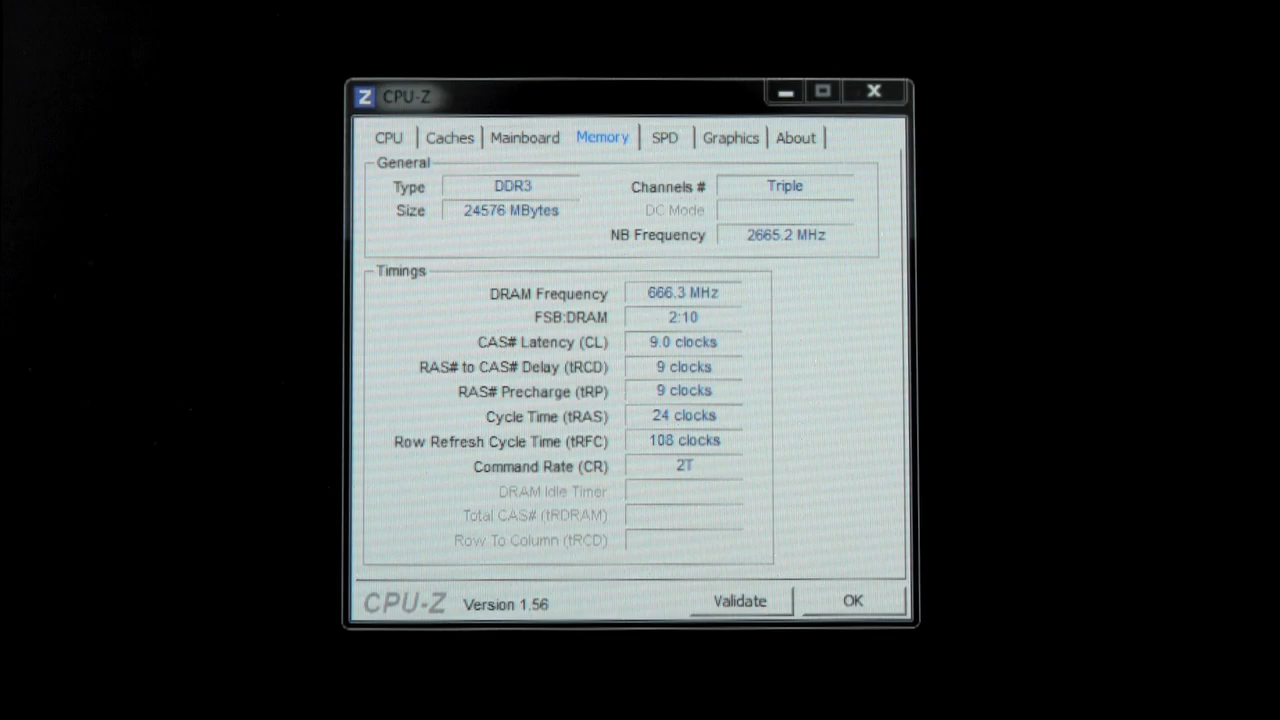 CPU-Z
CPU Caches Mainboard Memory SPD Graphics About
General
Type DDR3 Channels # Triple
Size 24576 MBytes DC Mode
NB Frequency 2665.2 MHz
Timings
DRAM Frequency 666.3 MHz
FSB:DRAM 2:10
CAS# Latency (CL) 9.0 clocks
RAS# to CAS# Delay (tRCD) 9 clocks
RAS# Precharge (tRP) 9 clocks
Cycle Time (tRAS) 24 clocks
Row Refresh Cycle Time (tRFC) 108 clocks
Command Rate (CR) 2T
DRAM Idle Timer
Total CAS# (tRDRAM)
Row To Column (tRCD)
CPU-Z Version 1.56 Validate OK